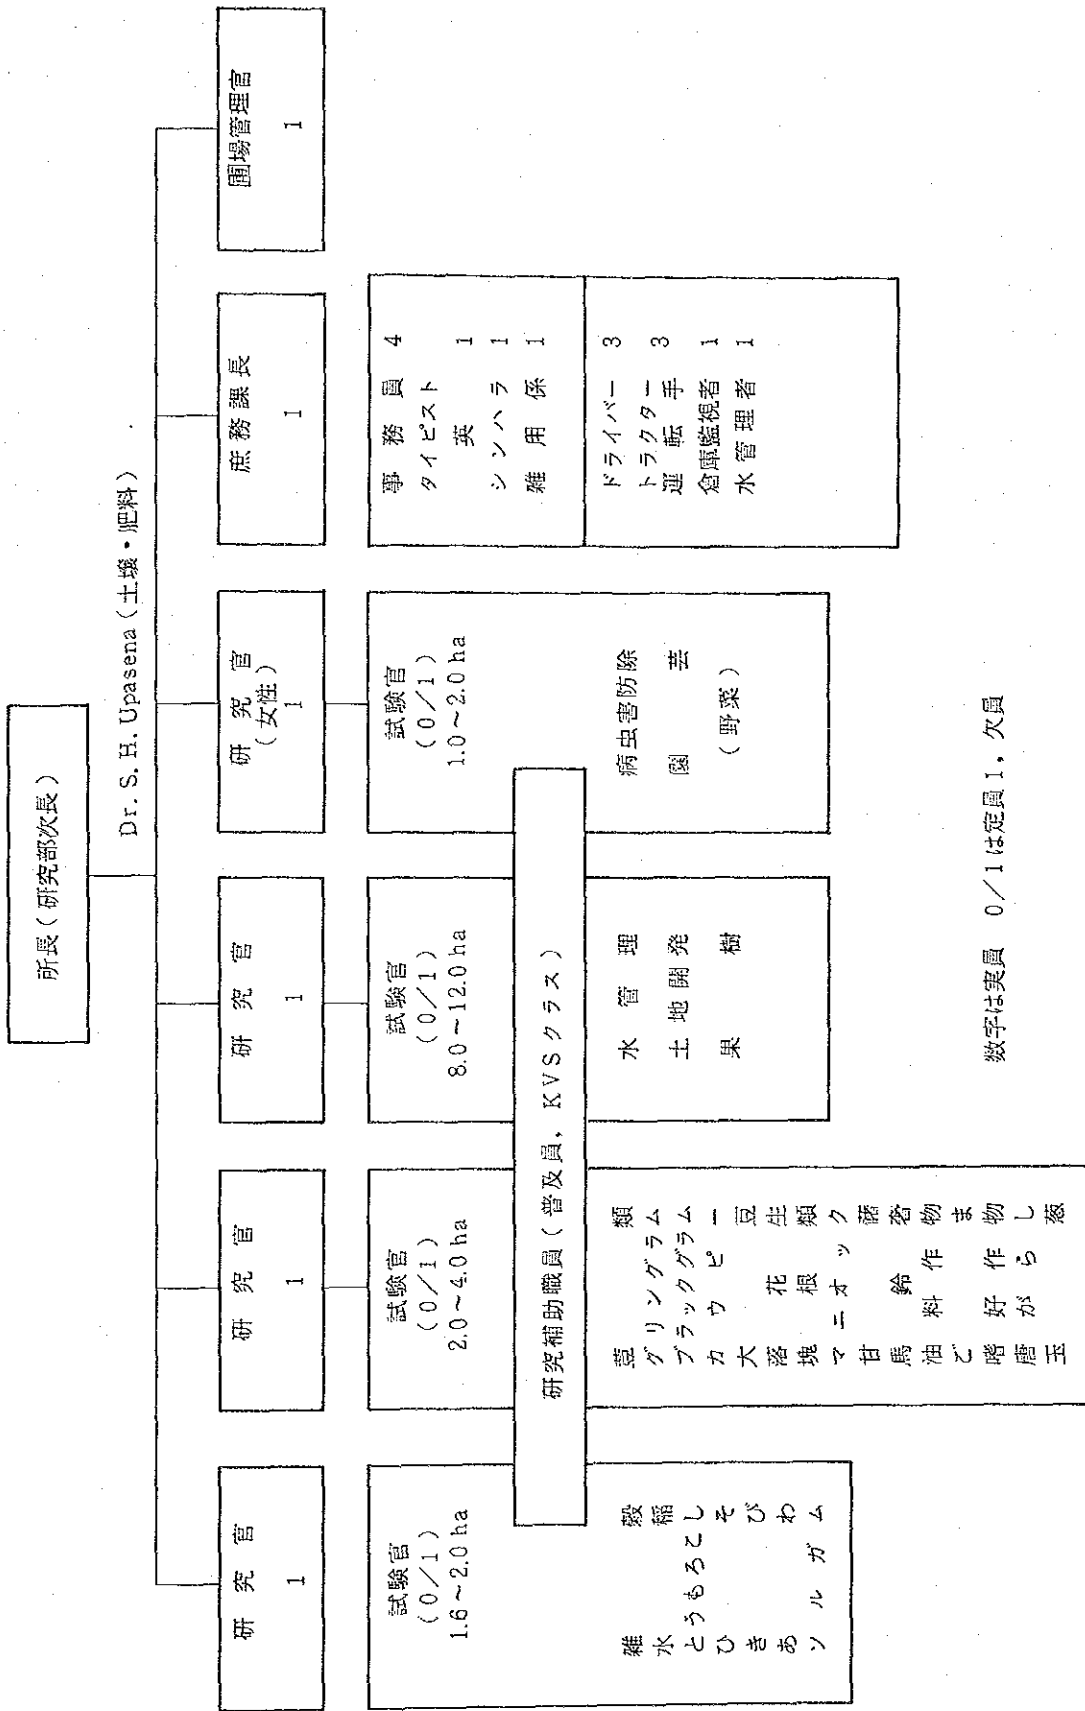 所長（研究部次長）
Dr. S. H. Upasena（土壌・肥料）
研究官
1
試験官
（0/1）
1.6～2.0 ha
雑穀
水稲
とうもろこし
ひえ
きび
あわ
ソルガム
研究官
1
試験官
（0/1）
2.0～4.0 ha
荳類
グリングラム
ブラックグラム
カウピー
大豆
落花生
塊根類
マニオック
甘藷
馬鈴薯
油料作物
ごま
嗜好作物
唐がらし
玉葱
研究官
1
試験官
（0/1）
8.0～12.0 ha
水管理
土地開発
果樹
研究官
（女性）
1
試験官
（0/1）
1.0～2.0 ha
病虫害防除
園芸
（野菜）
研究補助職員（普及員，KVSクラス）
庶務課長
1
事務員 4
タイピスト
英 1
シンハラ 1
雑用係 1
ドライバー 3
トラクター
運転手 3
倉庫監視者 1
水管理者 1
圃場管理官
1
数字は実員 0/1は定員1，欠員